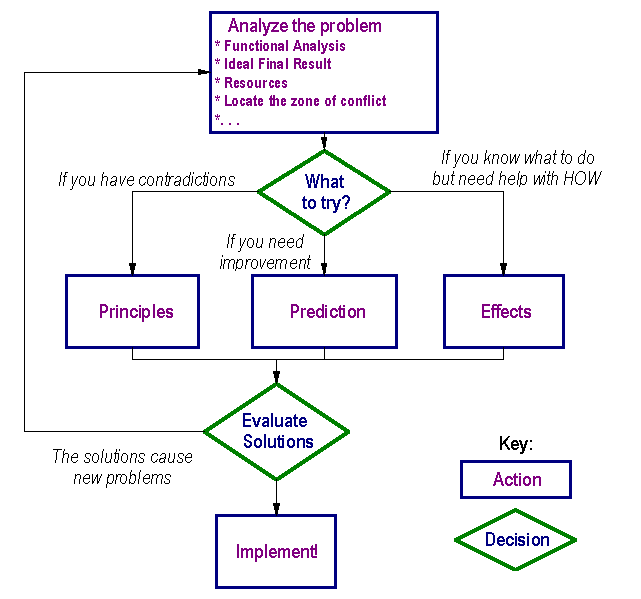 Analyze the problem
* Functional Analysis
* Ideal Final Result
* Resources
* Locate the zone of conflict
*. . .
If you have contradictions
What
to try?
If you know what to do
but need help with HOW
If you need
improvement
Principles
Prediction
Effects
Evaluate
Solutions
The solutions cause
new problems
Implement!
Key:
Action
Decision